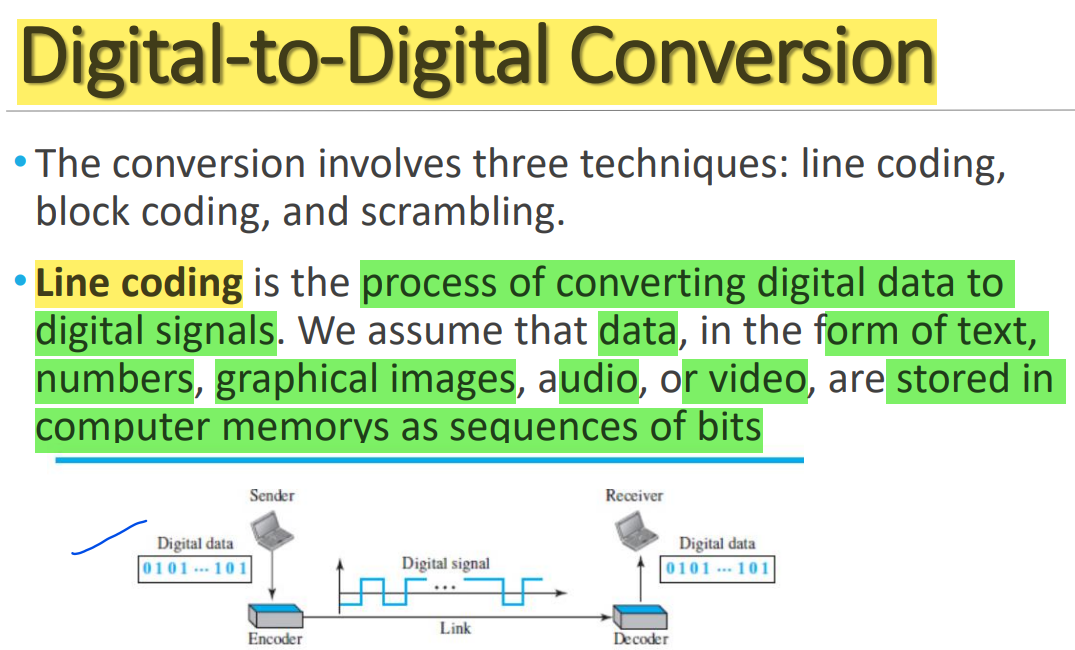 Digital-to-Digital Conversion
• The conversion involves three techniques: line coding,
block coding, and scrambling.
• Line coding is the process of converting digital data to
digital signals. We assume that data, in the form of text,
numbers, graphical images, audio, or video, are stored in
computer memorys as sequences of bits
Sender
Receiver
Digital data
0101 ··· 101
Digital signal
...
Digital data
0101 ··· 101
Link
Encoder
Decoder